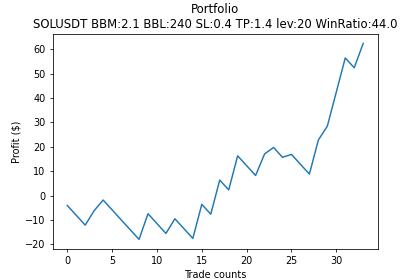 Portfolio
SOLUSDT BBM:2.1 BBL:240 SL:0.4 TP:1.4 lev:20 WinRatio:44.0
60
50
40
30
20
10
0
−10
−20
Profit ($)
0 5 10 15 20 25 30
Trade counts